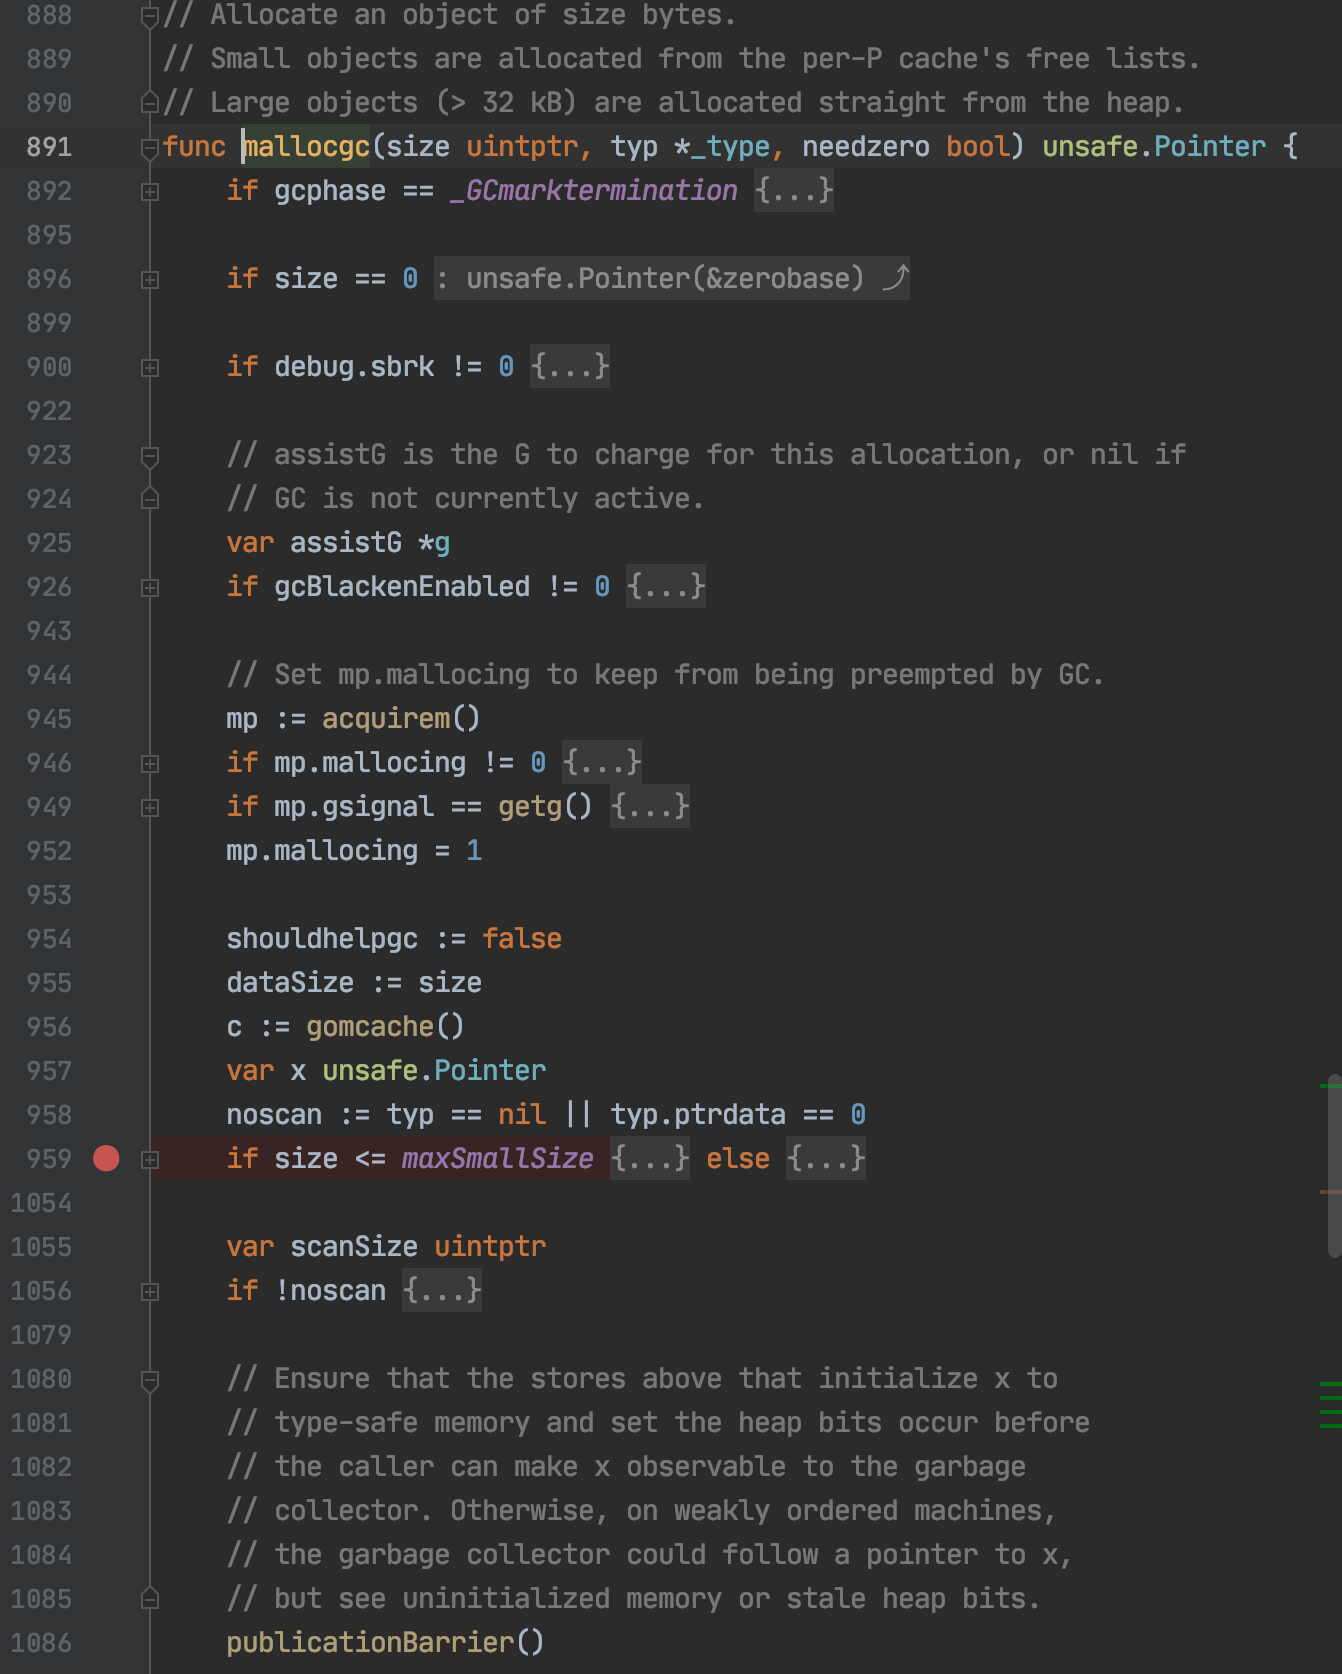 888 // Allocate an object of size bytes.
889 // Small objects are allocated from the per-P cache's free lists.
890 // Large objects (> 32 kB) are allocated straight from the heap.
891 func mallocgc(size uintptr, typ *_type, needzero bool) unsafe.Pointer {
892 if gcphase == _GCmarktermination {...}
895
896 if size == 0 : unsafe.Pointer(&zerobase) ⤴
899
900 if debug.sbrk != 0 {...}
922
923 // assistG is the G to charge for this allocation, or nil if
924 // GC is not currently active.
925 var assistG *g
926 if gcBlackenEnabled != 0 {...}
943
944 // Set mp.mallocing to keep from being preempted by GC.
945 mp := acquirem()
946 if mp.mallocing != 0 {...}
949 if mp.gsignal == getg() {...}
952 mp.mallocing = 1
953
954 shouldhelpgc := false
955 dataSize := size
956 c := gomcache()
957 var x unsafe.Pointer
958 noscan := typ == nil || typ.ptrdata == 0
959 if size <= maxSmallSize {...} else {...}
1054
1055 var scanSize uintptr
1056 if !noscan {...}
1079
1080 // Ensure that the stores above that initialize x to
1081 // type-safe memory and set the heap bits occur before
1082 // the caller can make x observable to the garbage
1083 // collector. Otherwise, on weakly ordered machines,
1084 // the garbage collector could follow a pointer to x,
1085 // but see uninitialized memory or stale heap bits.
1086 publicationBarrier()